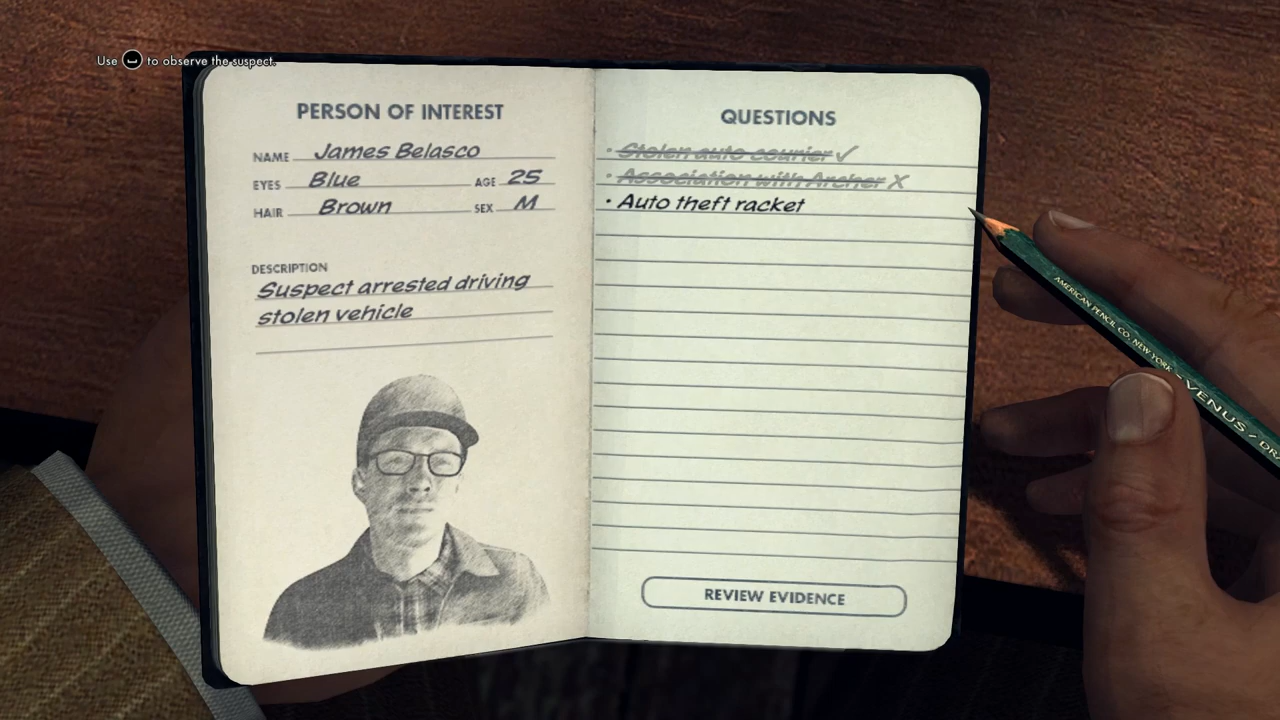 Use to observe the suspect.
PERSON OF INTEREST
NAME James Belasco
EYES Blue AGE 25
HAIR Brown SEX M
DESCRIPTION
Suspect arrested driving
stolen vehicle
QUESTIONS
· Stolen auto courier ✓
· Association with Archer X
· Auto theft racket
REVIEW EVIDENCE
AMERICAN PENCIL CO. NEW YORK - VENUS / DRA